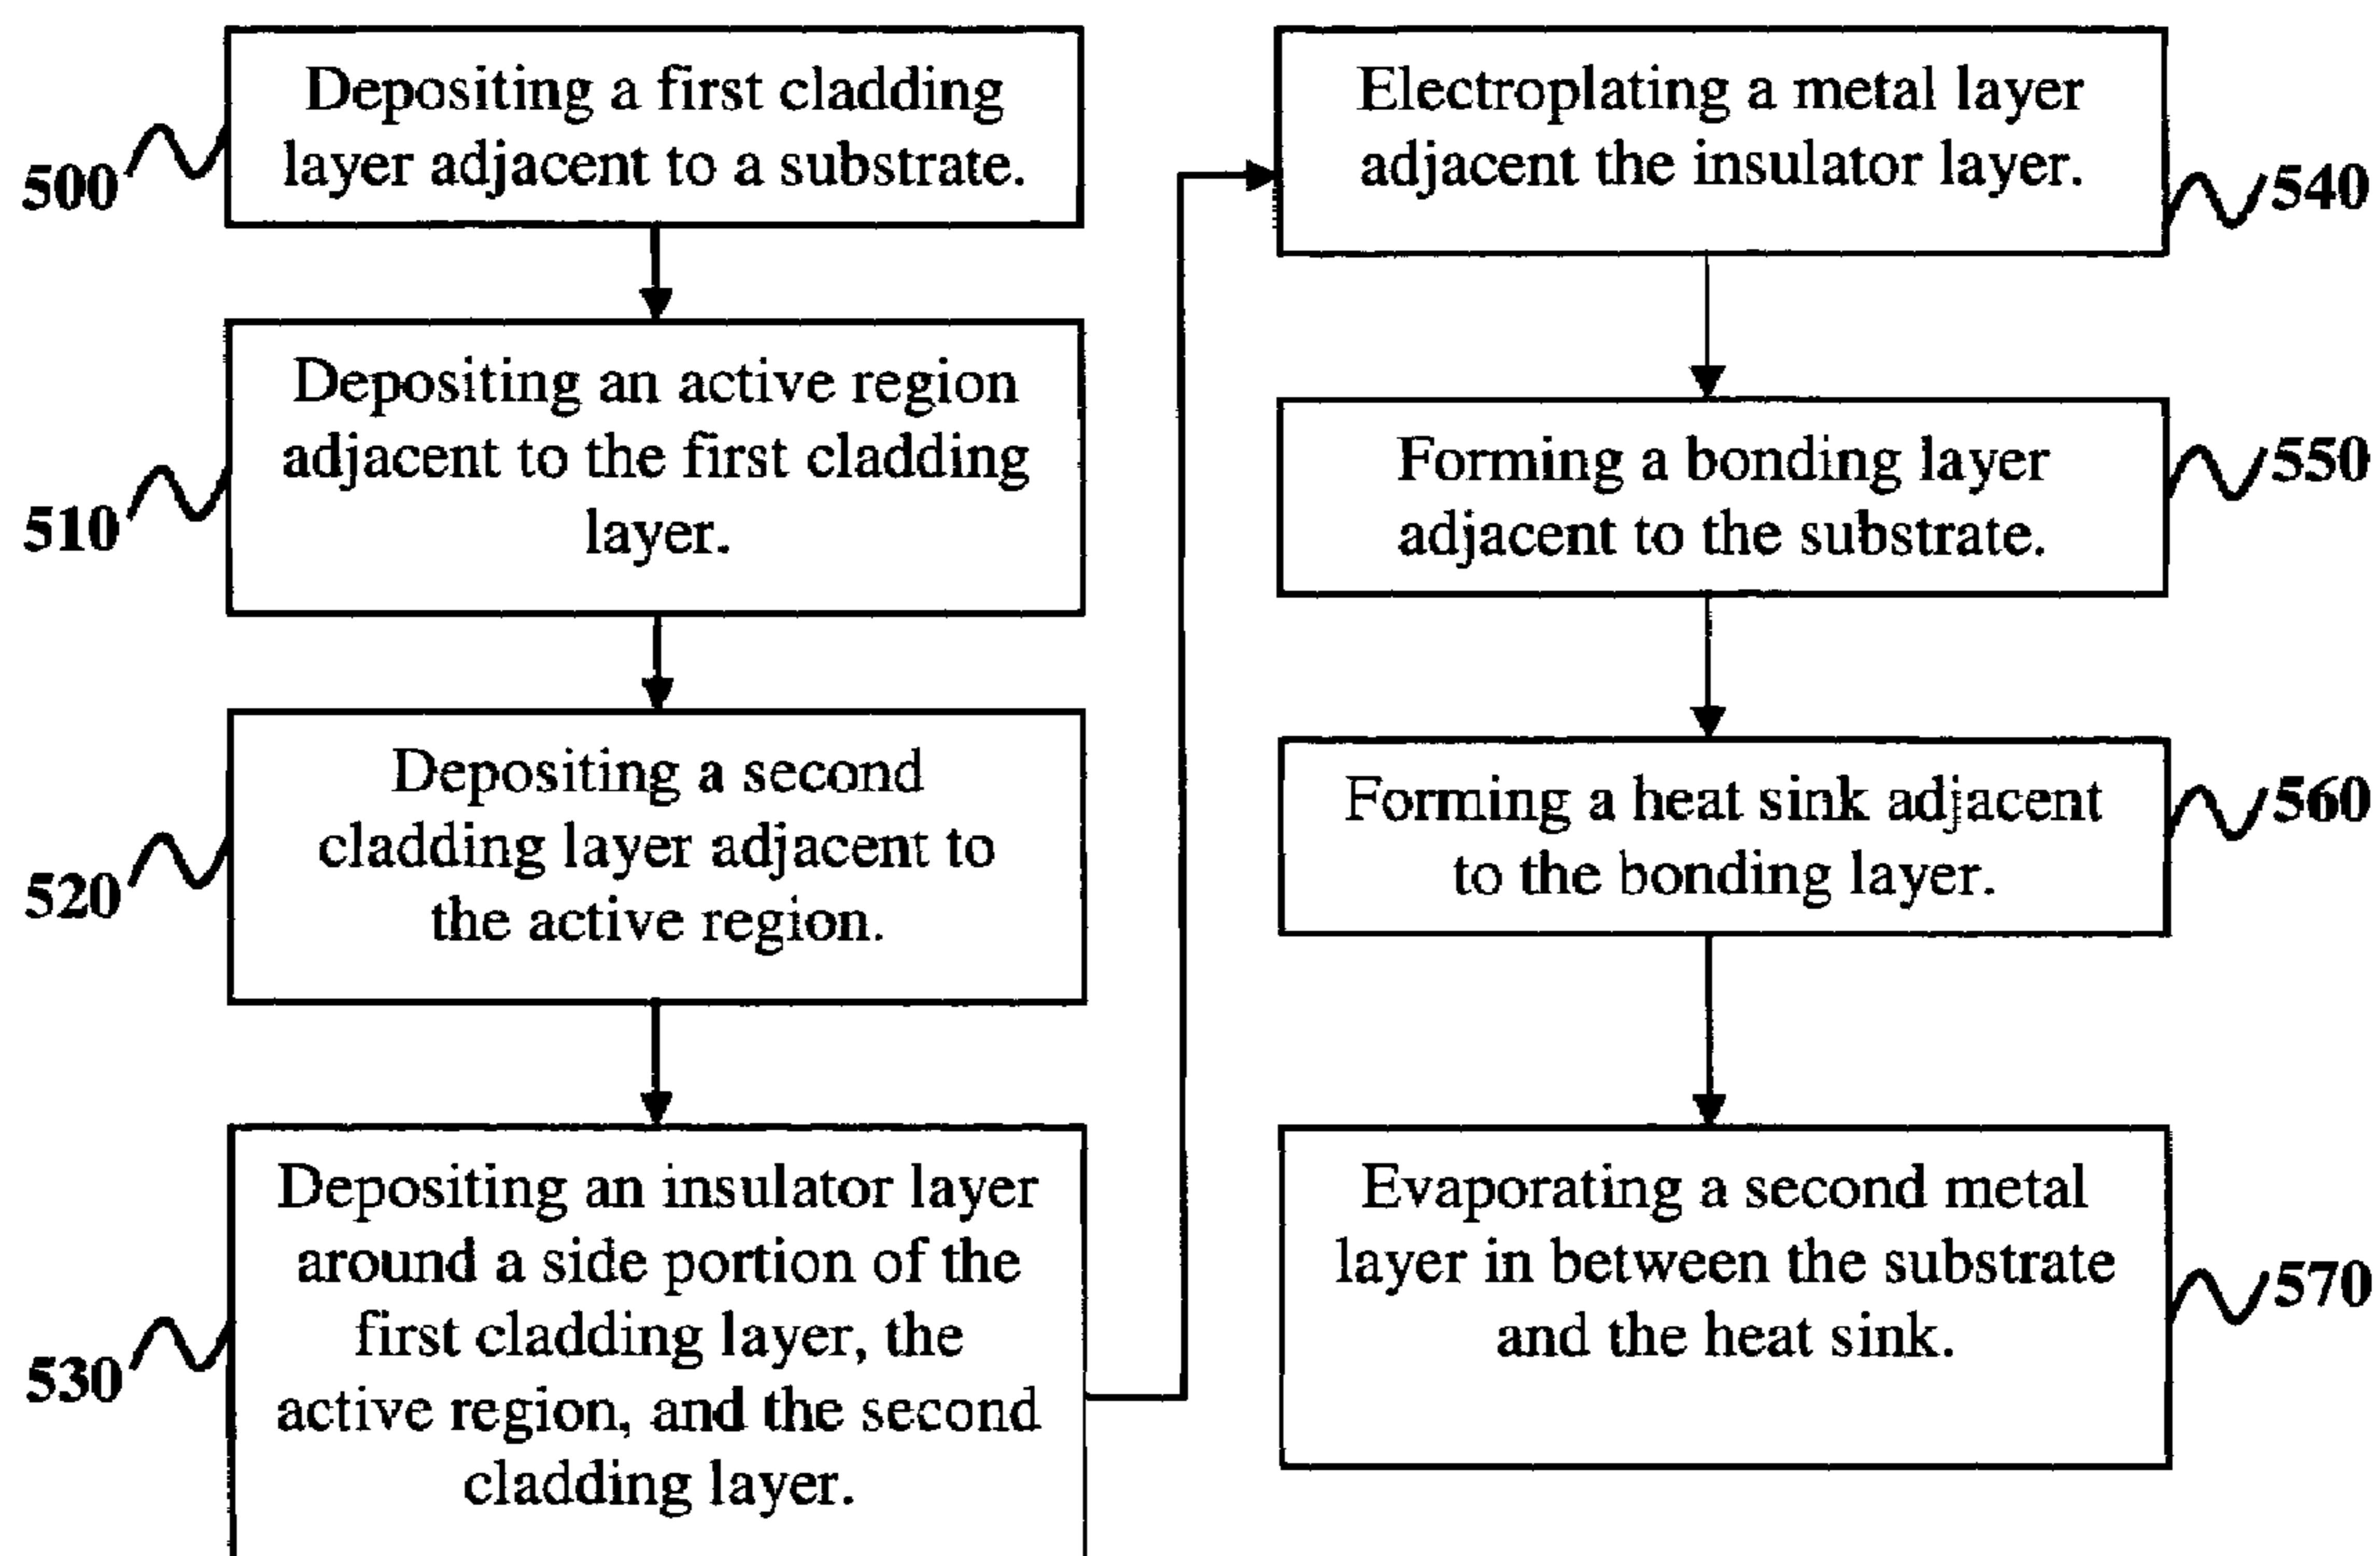 Depositing a first cladding
layer adjacent to a substrate.
500
Depositing an active region
adjacent to the first cladding
layer.
510
Depositing a second
cladding layer adjacent to
the active region.
520
Depositing an insulator layer
around a side portion of the
first cladding layer, the
active region, and the second
cladding layer.
530
Electroplating a metal layer
adjacent the insulator layer.
540
Forming a bonding layer
adjacent to the substrate.
550
Forming a heat sink adjacent
to the bonding layer.
560
Evaporating a second metal
layer in between the substrate
and the heat sink.
570